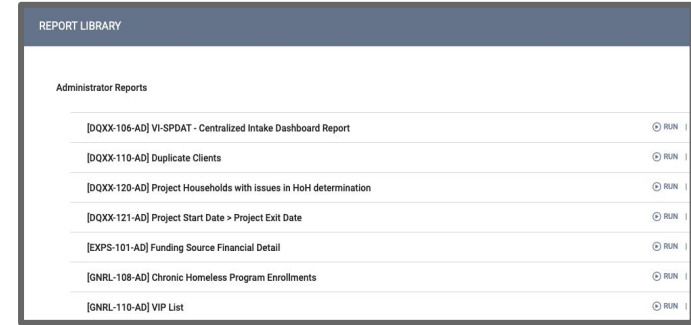 REPORT LIBRARY
Administrator Reports
[DQXX-106-AD] VI-SPDAT - Centralized Intake Dashboard Report RUN |
[DQXX-110-AD] Duplicate Clients RUN |
[DQXX-120-AD] Project Households with issues in HoH determination RUN |
[DQXX-121-AD] Project Start Date > Project Exit Date RUN |
[EXPS-101-AD] Funding Source Financial Detail RUN |
[GNRL-108-AD] Chronic Homeless Program Enrollments RUN |
[GNRL-110-AD] VIP List RUN |